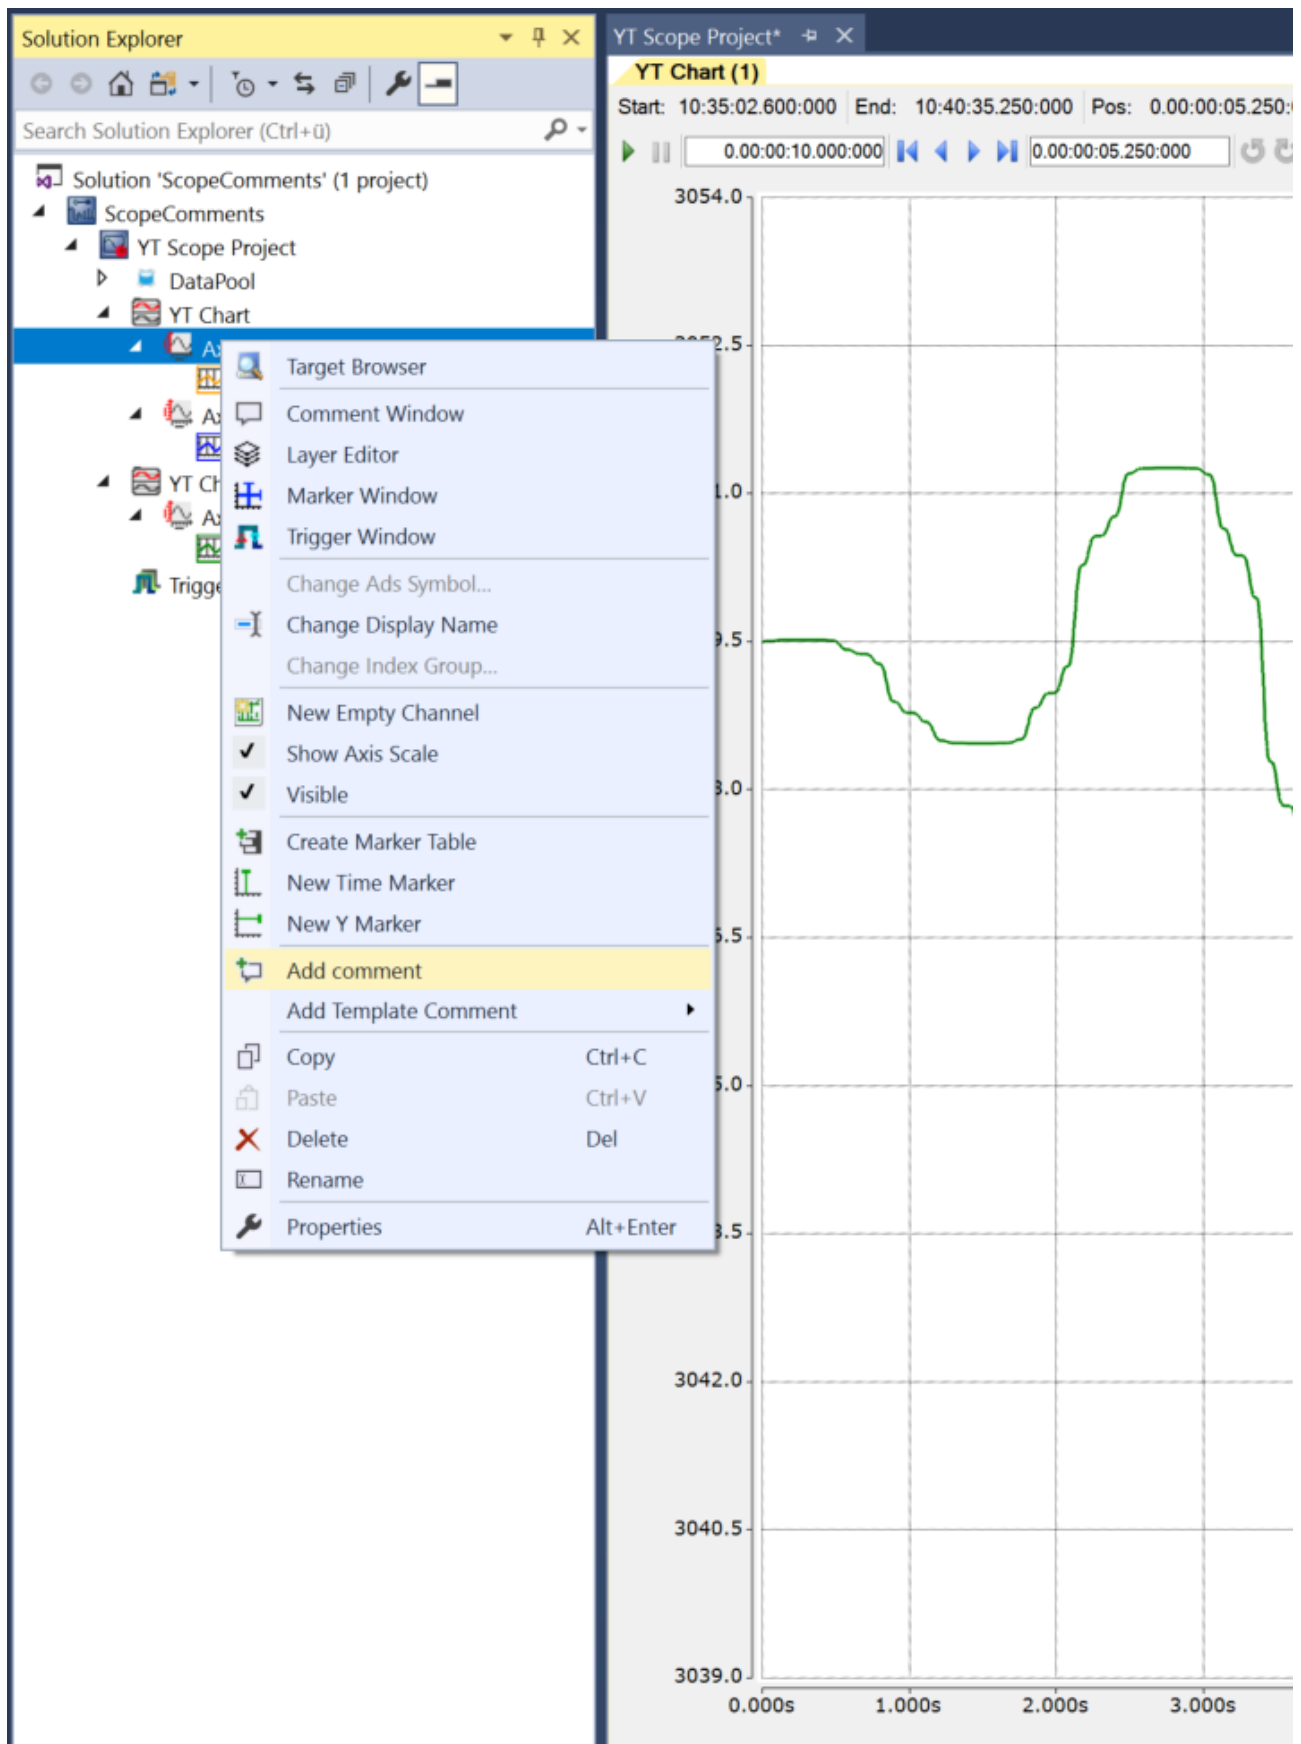 Solution Explorer
Search Solution Explorer (Ctrl+ü)
Solution 'ScopeComments' (1 project)
ScopeComments
YT Scope Project
DataPool
YT Chart
Target Browser
Comment Window
Layer Editor
Marker Window
Trigger Window
Change Ads Symbol...
Change Display Name
Change Index Group...
New Empty Channel
Show Axis Scale
Visible
Create Marker Table
New Time Marker
New Y Marker
Add comment
Add Template Comment
Copy Ctrl+C
Paste Ctrl+V
Delete Del
Rename
Properties Alt+Enter
YT Scope Project*
YT Chart (1)
Start: 10:35:02.600:000 End: 10:40:35.250:000 Pos: 0.00:00:05.250:
0.00:00:10.000:000 0.00:00:05.250:000
3054.0
3042.0
3040.5
3039.0
0.000s 1.000s 2.000s 3.000s